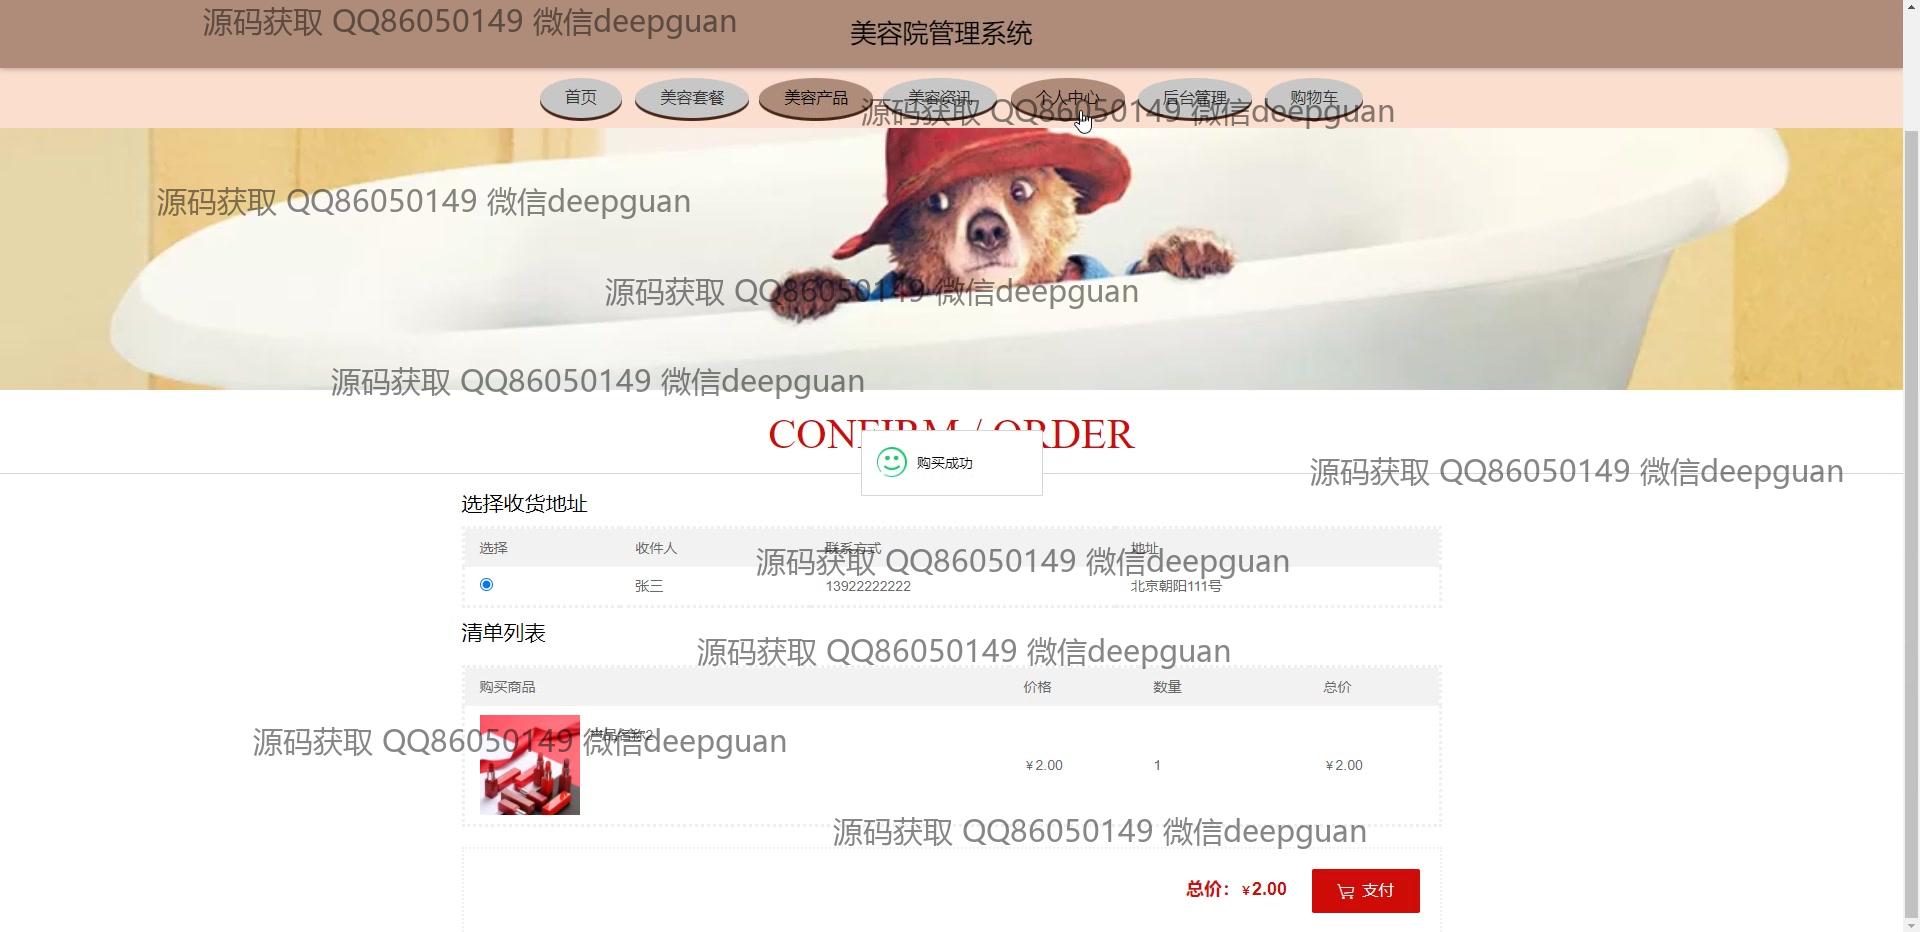 源码获取 QQ86050149 微信deepguan
美容院管理系统
首页 美容套餐 美容产品 美容资讯 个人中心 后台管理 购物车
源码获取 QQ86050149 微信deepguan
源码获取 QQ86050149 微信deepguan
源码获取 QQ86050149 微信deepguan
源码获取 QQ86050149 微信deepguan
CONFIRM / ORDER
购买成功
源码获取 QQ86050149 微信deepguan
选择收货地址
选择 收件人 联系方式 地址
源码获取 QQ86050149 微信deepguan
张三 13922222222 北京朝阳111号
清单列表
源码获取 QQ86050149 微信deepguan
购买商品 价格 数量 总价
产品名称2
源码获取 QQ86050149 微信deepguan
¥2.00 1 ¥2.00
源码获取 QQ86050149 微信deepguan
总价：¥2.00 支付